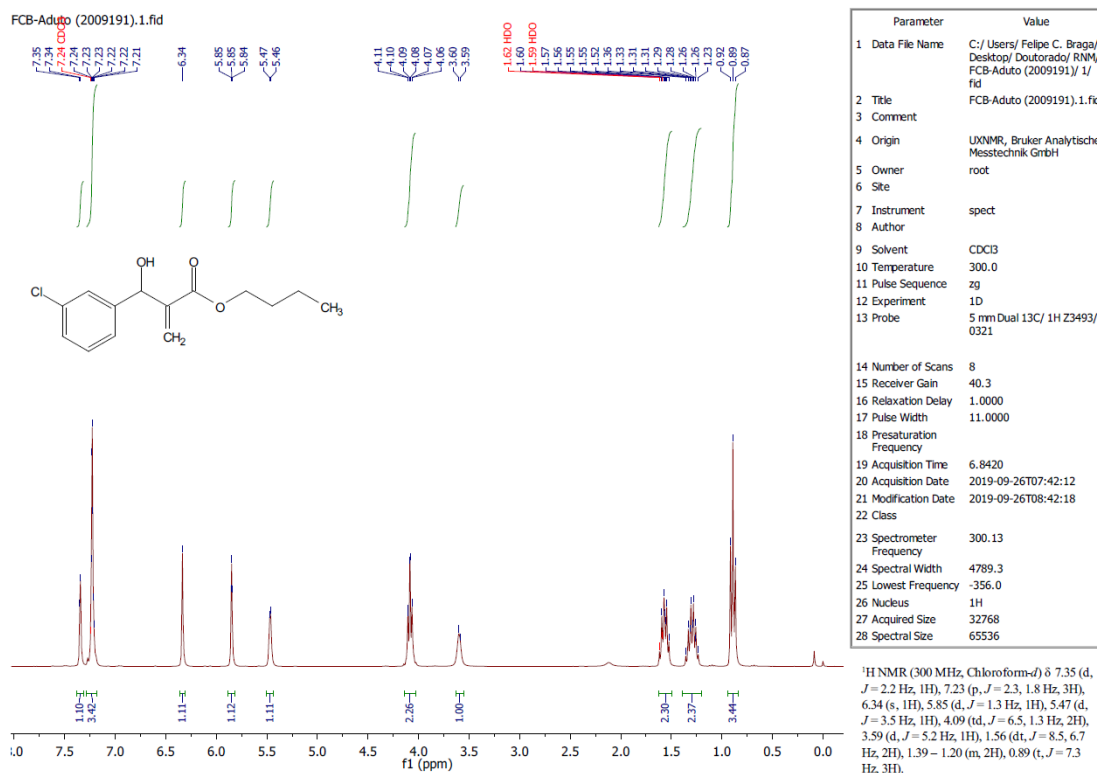 FCB-Aduto (2009191).1.fid
7.35
7.34
7.24 CDCl3
7.24
7.23
7.23
7.22
7.22
7.21
6.34
5.85
5.85
5.84
5.47
5.46
4.11
4.10
4.09
4.08
4.07
4.06
3.60
3.59
1.62 HDO
1.60
1.59 HDO
1.57
1.56
1.55
1.55
1.52
1.36
1.33
1.31
1.31
1.29
1.28
1.26
1.26
1.23
0.92
0.89
0.87
OH
O
Cl
O
CH3
CH2
1.10
3.42
1.11
1.12
1.11
2.26
1.00
2.30
2.37
3.44
7.5 7.0 6.5 6.0 5.5 5.0 4.5 4.0 3.5 3.0 2.5 2.0 1.5 1.0 0.5 0.0
f1 (ppm)
Parameter Value
1 Data File Name C:/ Users/ Felipe C. Braga/
Desktop/ Doutorado/ RNM/
FCB-Aduto (2009191)/ 1/
fid
2 Title FCB-Aduto (2009191).1.fid
3 Comment
4 Origin UXNMR, Bruker Analytische
Messtechnik GmbH
5 Owner root
6 Site
7 Instrument spect
8 Author
9 Solvent CDCl3
10 Temperature 300.0
11 Pulse Sequence zg
12 Experiment 1D
13 Probe 5 mm Dual 13C/ 1H Z3493/
0321
14 Number of Scans 8
15 Receiver Gain 40.3
16 Relaxation Delay 1.0000
17 Pulse Width 11.0000
18 Presaturation
Frequency
19 Acquisition Time 6.8420
20 Acquisition Date 2019-09-26T07:42:12
21 Modification Date 2019-09-26T08:42:18
22 Class
23 Spectrometer 300.13
Frequency
24 Spectral Width 4789.3
25 Lowest Frequency -356.0
26 Nucleus 1H
27 Acquired Size 32768
28 Spectral Size 65536
¹H NMR (300 MHz, Chloroform-d) δ 7.35 (d,
J = 2.2 Hz, 1H), 7.23 (p, J = 2.3, 1.8 Hz, 3H),
6.34 (s, 1H), 5.85 (d, J = 1.3 Hz, 1H), 5.47 (d,
J = 3.5 Hz, 1H), 4.09 (td, J = 6.5, 1.3 Hz, 2H),
3.59 (d, J = 5.2 Hz, 1H), 1.56 (dt, J = 8.5, 6.7
Hz, 2H), 1.39 – 1.20 (m, 2H), 0.89 (t, J = 7.3
Hz, 3H).